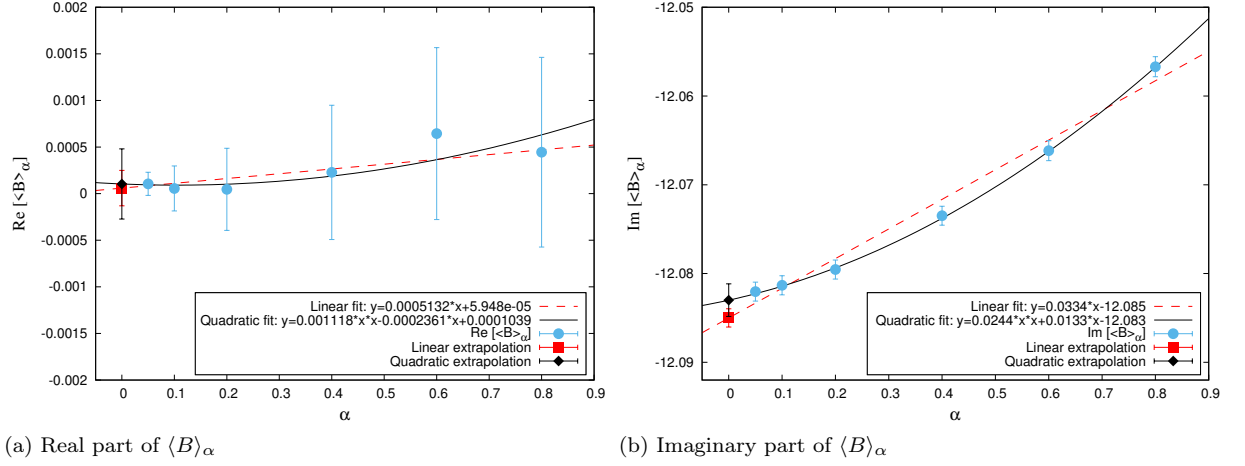 0.002
0.0015
0.001
0.0005
0
-0.0005
-0.001
-0.0015
-0.002
Re [<B>α]
0 0.1 0.2 0.3 0.4 0.5 0.6 0.7 0.8 0.9
α
Linear fit: y=0.0005132*x+5.948e-05
Quadratic fit: y=0.001118*x*x-0.0002361*x+0.0001039
Re [<B>α]
Linear extrapolation
Quadratic extrapolation
(a) Real part of ⟨B⟩α
-12.05
-12.06
-12.07
-12.08
-12.09
Im [<B>α]
0 0.1 0.2 0.3 0.4 0.5 0.6 0.7 0.8 0.9
α
Linear fit: y=0.0334*x-12.085
Quadratic fit: y=0.0244*x*x+0.0133*x-12.083
Im [<B>α]
Linear extrapolation
Quadratic extrapolation
(b) Imaginary part of ⟨B⟩α